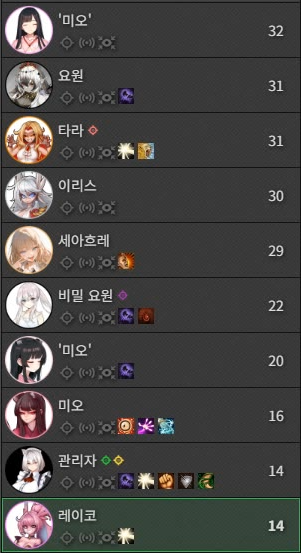 '미오' 32
요원 31
타라 31
이리스 30
세아흐레 29
비밀 요원 22
'미오' 20
미오 16
관리자 14
레이코 14